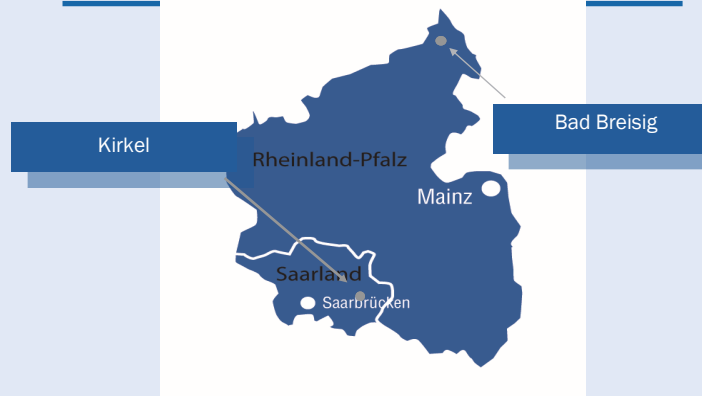 Bad Breisig
Kirkel
Rheinland-Pfalz
Mainz
Saarland
Saarbrücken